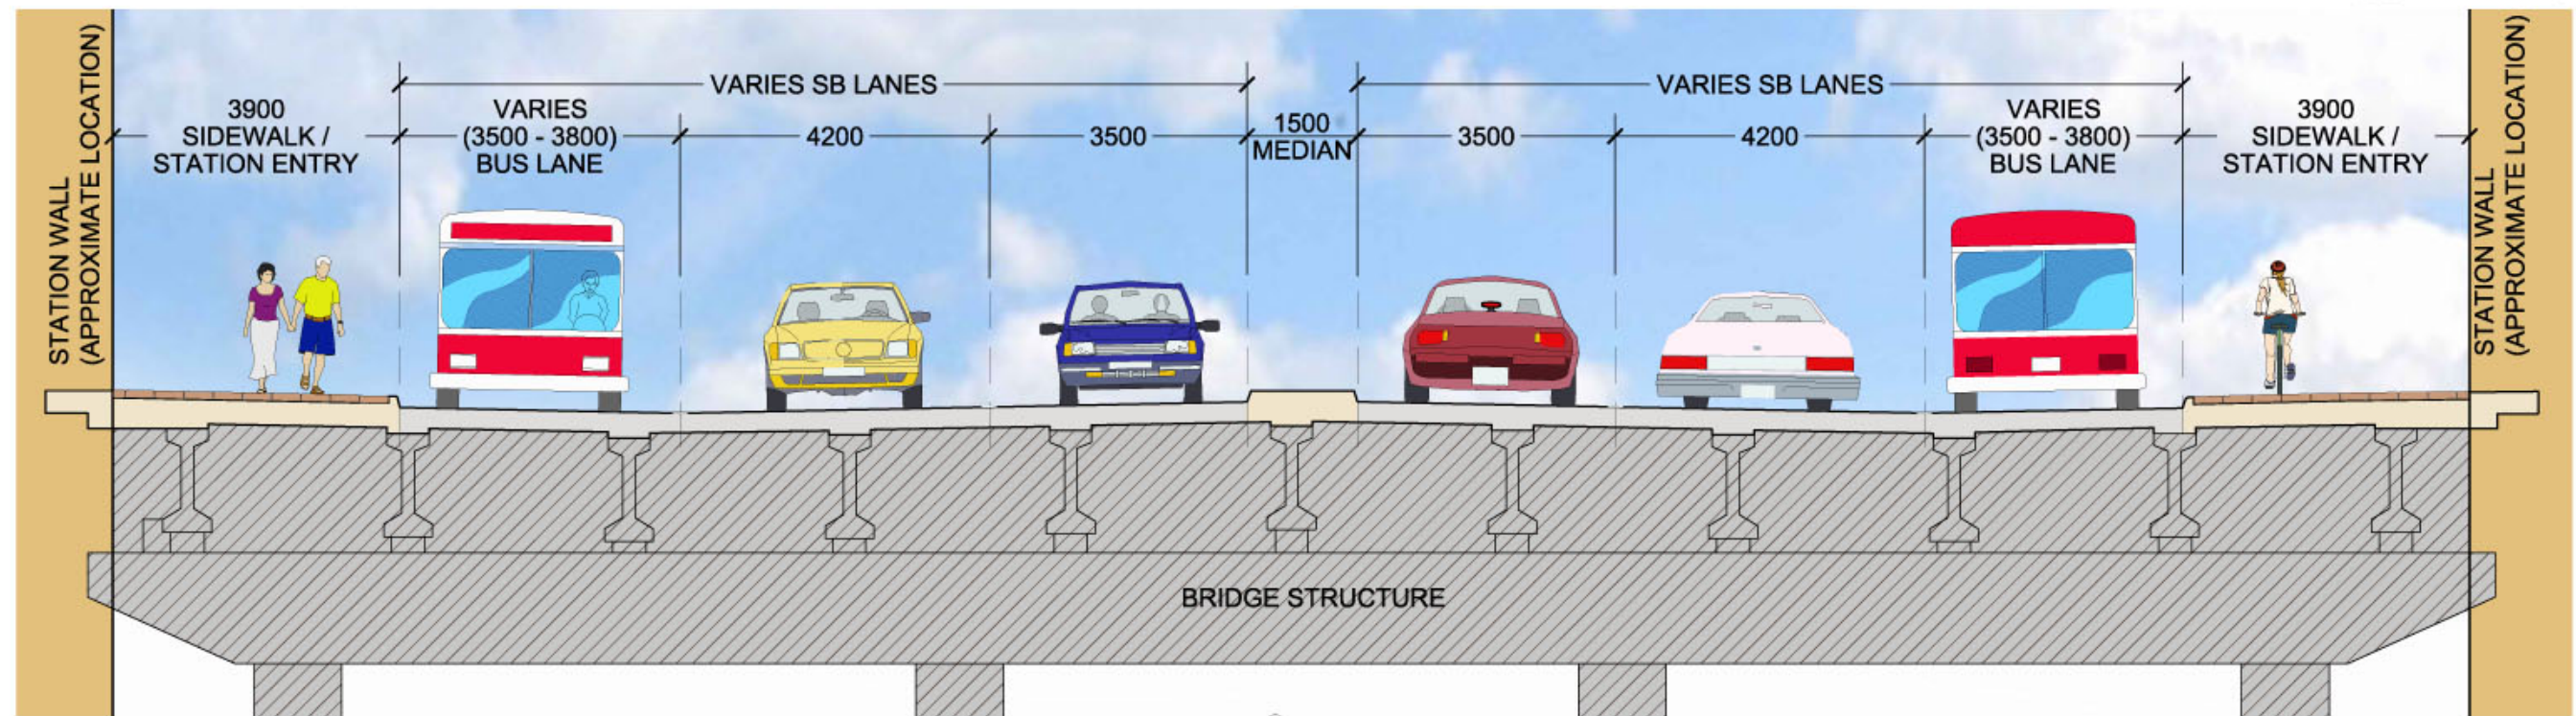 STATION WALL
(APPROXIMATE LOCATION)
VARIES SB LANES
VARIES SB LANES
3900
SIDEWALK /
STATION ENTRY
VARIES
(3500 - 3800)
BUS LANE
4200
3500
1500
MEDIAN
3500
4200
VARIES
(3500 - 3800)
BUS LANE
3900
SIDEWALK /
STATION ENTRY
STATION WALL
(APPROXIMATE LOCATION)
BRIDGE STRUCTURE